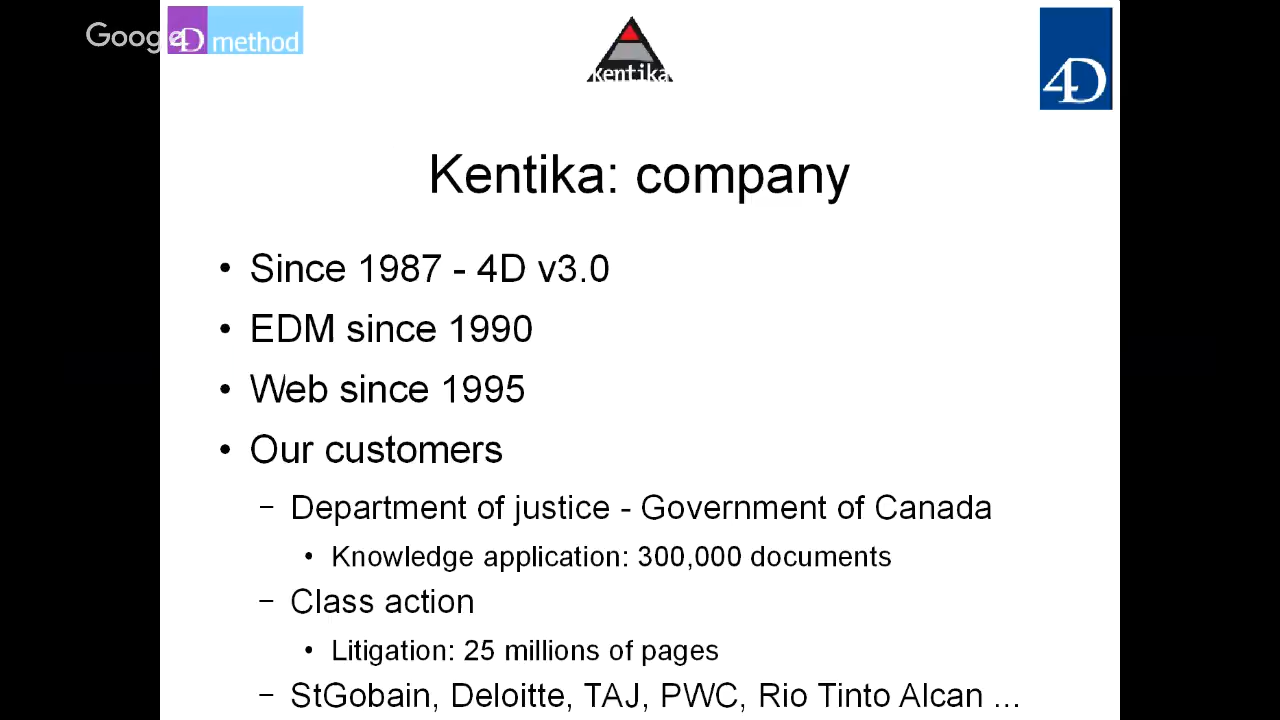 Google
4D method
kentika
4D
Kentika: company
• Since 1987 - 4D v3.0
• EDM since 1990
• Web since 1995
• Our customers
– Department of justice - Government of Canada
• Knowledge application: 300,000 documents
– Class action
• Litigation: 25 millions of pages
– StGobain, Deloitte, TAJ, PWC, Rio Tinto Alcan ...